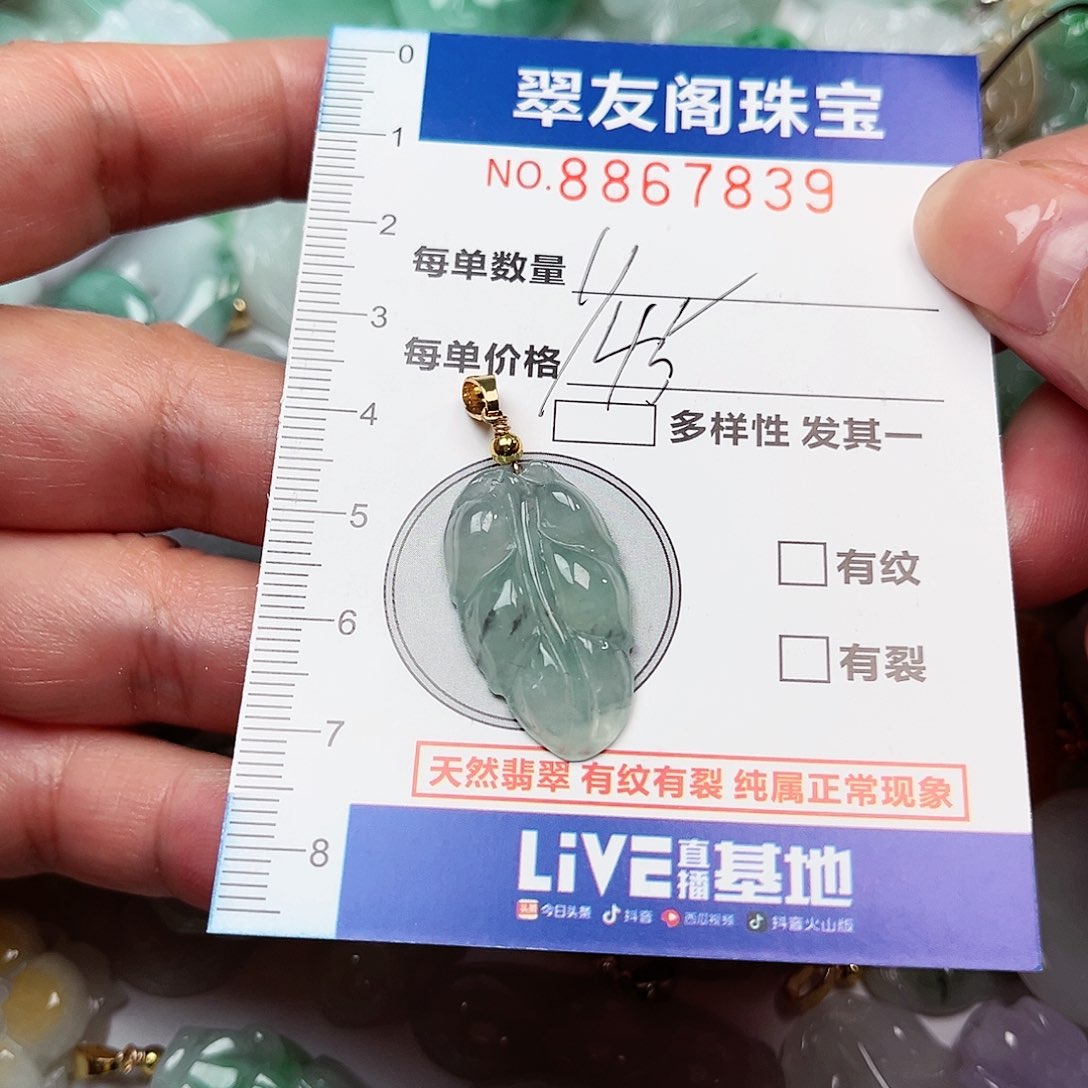 翠友阁珠宝
NO.8867839
每单数量
每单价格
多样性 发其一
有纹
有裂
天然翡翠 有纹有裂 纯属正常现象
LiVE直播基地
头条 今日头条 抖音 西瓜视频 抖音火山版
0
1
2
3
4
5
6
7
8